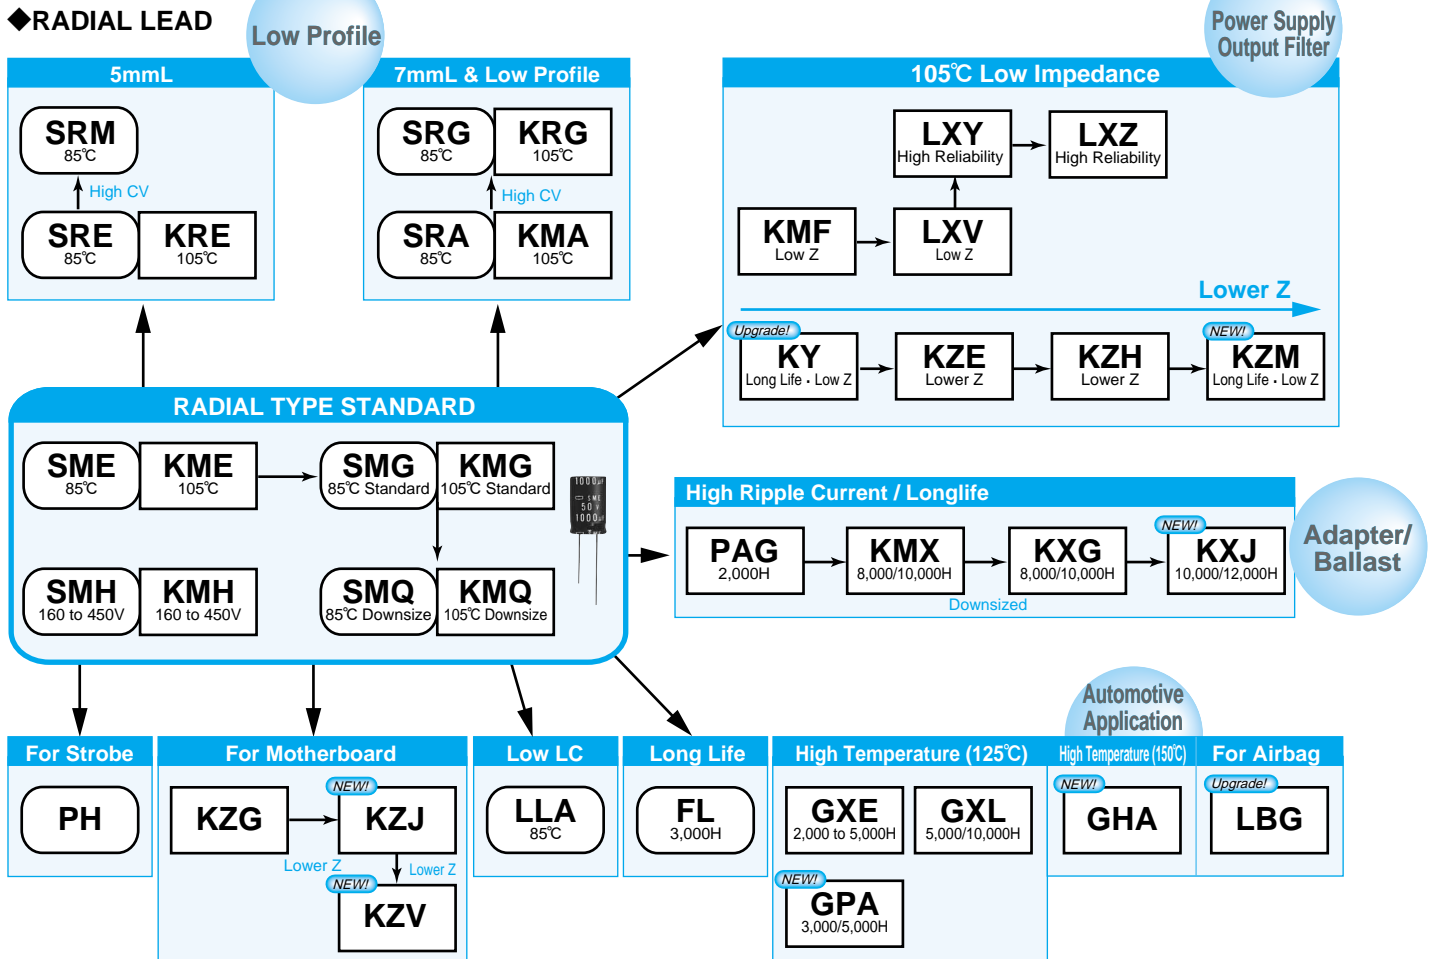 ◆RADIAL LEAD
Low Profile
Power Supply
Output Filter
5mmL
SRM
85℃
High CV
SRE
85℃
KRE
105℃
7mmL & Low Profile
SRG
85℃
KRG
105℃
High CV
SRA
85℃
KMA
105℃
105℃ Low Impedance
LXY
High Reliability
LXZ
High Reliability
KMF
Low Z
LXV
Low Z
Lower Z
Upgrade!
KY
Long Life・Low Z
KZE
Lower Z
KZH
Lower Z
NEW!
KZM
Long Life・Low Z
RADIAL TYPE STANDARD
SME
85℃
KME
105℃
SMG
85℃ Standard
KMG
105℃ Standard
SMH
160 to 450V
KMH
160 to 450V
SMQ
85℃ Downsize
KMQ
105℃ Downsize
1000µ
SME
50 V
1000µ
High Ripple Current / Longlife
PAG
2,000H
KMX
8,000/10,000H
KXG
8,000/10,000H
NEW!
KXJ
10,000/12,000H
Downsized
Adapter/
Ballast
Automotive
Application
For Strobe
PH
For Motherboard
KZG
NEW!
KZJ
Lower Z
Lower Z
NEW!
KZV
Low LC
LLA
85℃
Long Life
FL
3,000H
High Temperature (125℃)
GXE
2,000 to 5,000H
GXL
5,000/10,000H
NEW!
GPA
3,000/5,000H
High Temperature (150℃)
NEW!
GHA
For Airbag
Upgrade!
LBG